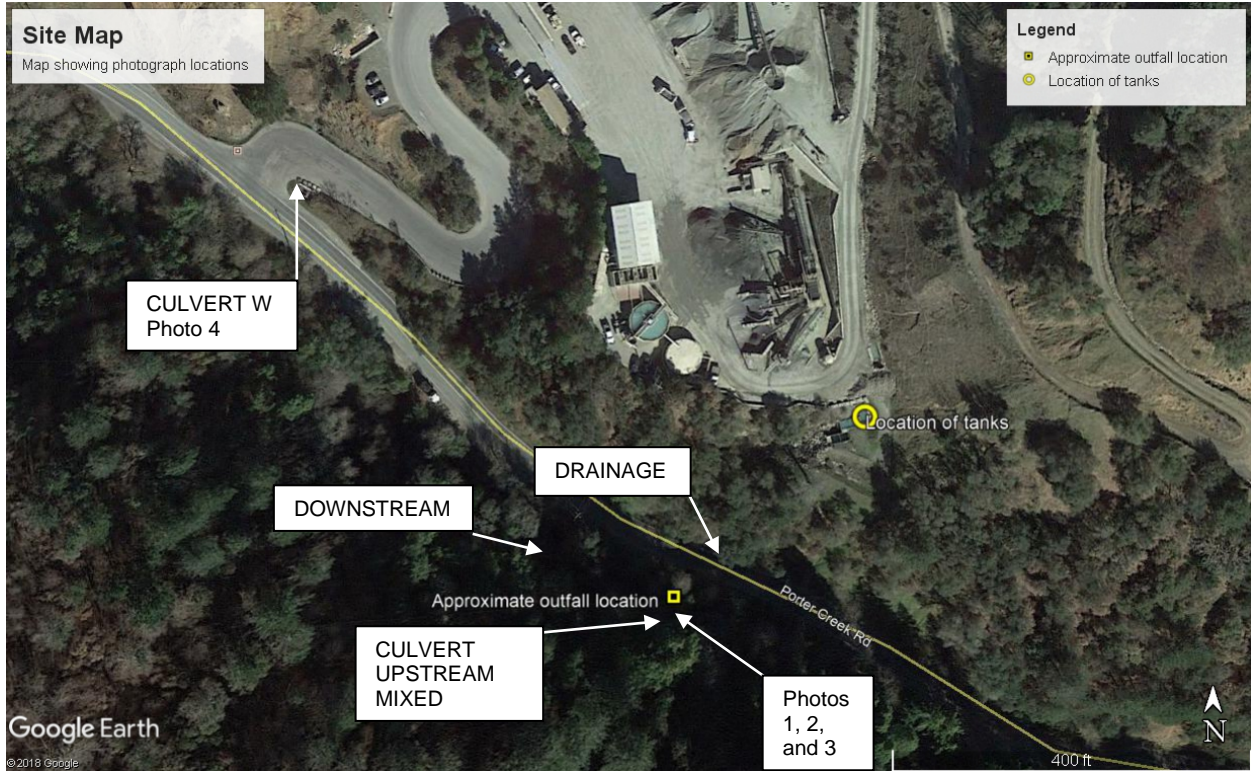 Site Map
Map showing photograph locations
Legend
Approximate outfall location
Location of tanks
CULVERT W
Photo 4
Location of tanks
DRAINAGE
DOWNSTREAM
Approximate outfall location
Porter Creek Rd
CULVERT
UPSTREAM
MIXED
Photos
1, 2,
and 3
N
Google Earth
©2018 Google
400 ft